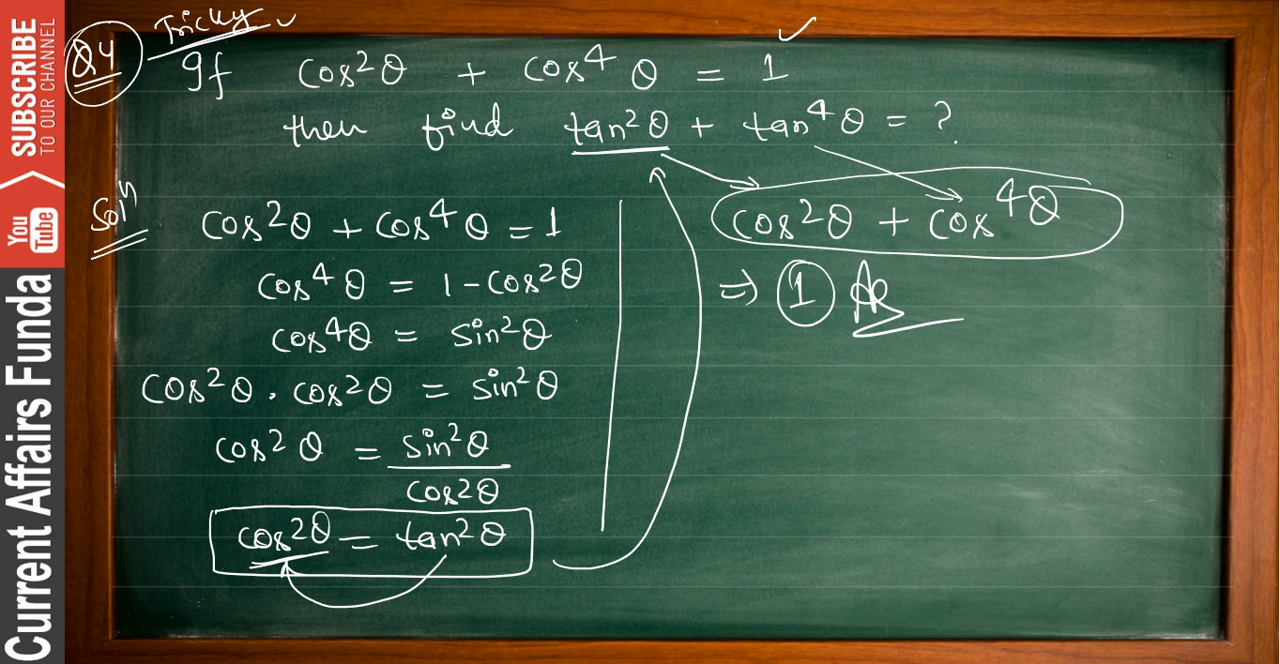 SUBSCRIBE
TO OUR CHANNEL
You Tube
Current Affairs Funda
Q4 Tricky
If cos²θ + cos⁴θ = 1
then find tan²θ + tan⁴θ = ?
Solⁿ
cos²θ + cos⁴θ = 1
cos⁴θ = 1 - cos²θ
cos⁴θ = sin²θ
cos²θ . cos²θ = sin²θ
cos²θ = sin²θ / cos²θ
cos²θ = tan²θ
cos²θ + cos⁴θ
⇒ 1 Ans